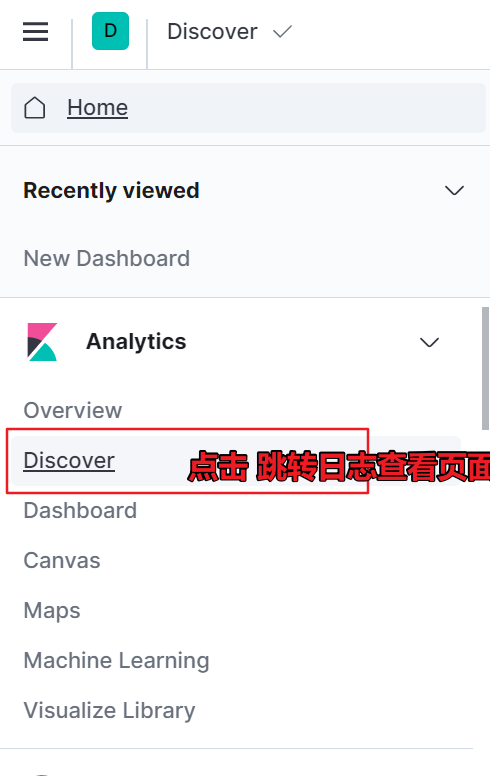 D Discover
Home
Recently viewed
New Dashboard
Analytics
Overview
Discover 点击 跳转日志查看页面
Dashboard
Canvas
Maps
Machine Learning
Visualize Library